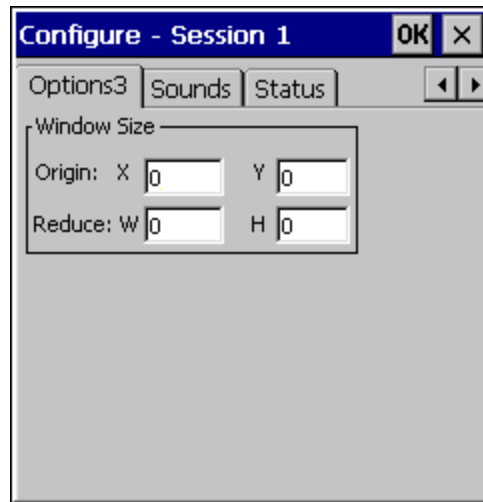 Configure - Session 1 OK ×
Options3 Sounds Status
Window Size
Origin: X 0 Y 0
Reduce: W 0 H 0